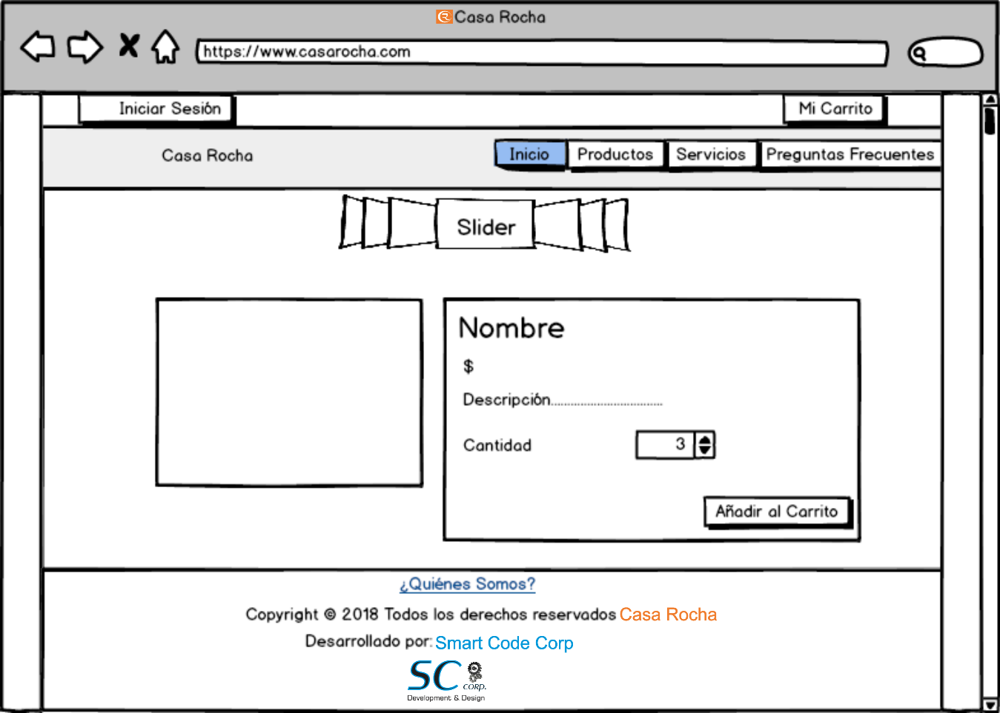 Casa Rocha
https://www.casarocha.com
Iniciar Sesión
Mi Carrito
Casa Rocha
Inicio
Productos
Servicios
Preguntas Frecuentes
Slider
Nombre
$
Descripción......................................
Cantidad
3
Añadir al Carrito
¿Quiénes Somos?
Copyright © 2018 Todos los derechos reservados Casa Rocha
Desarrollado por: Smart Code Corp
SC CORP.
Development & Design